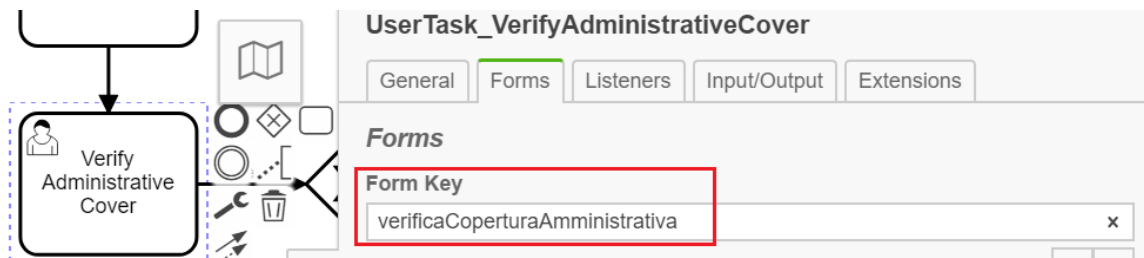 UserTask_VerifyAdministrativeCover
General Forms Listeners Input/Output Extensions
Forms
Form Key
verificaCoperturaAmministrativa x
Verify
Administrative
Cover